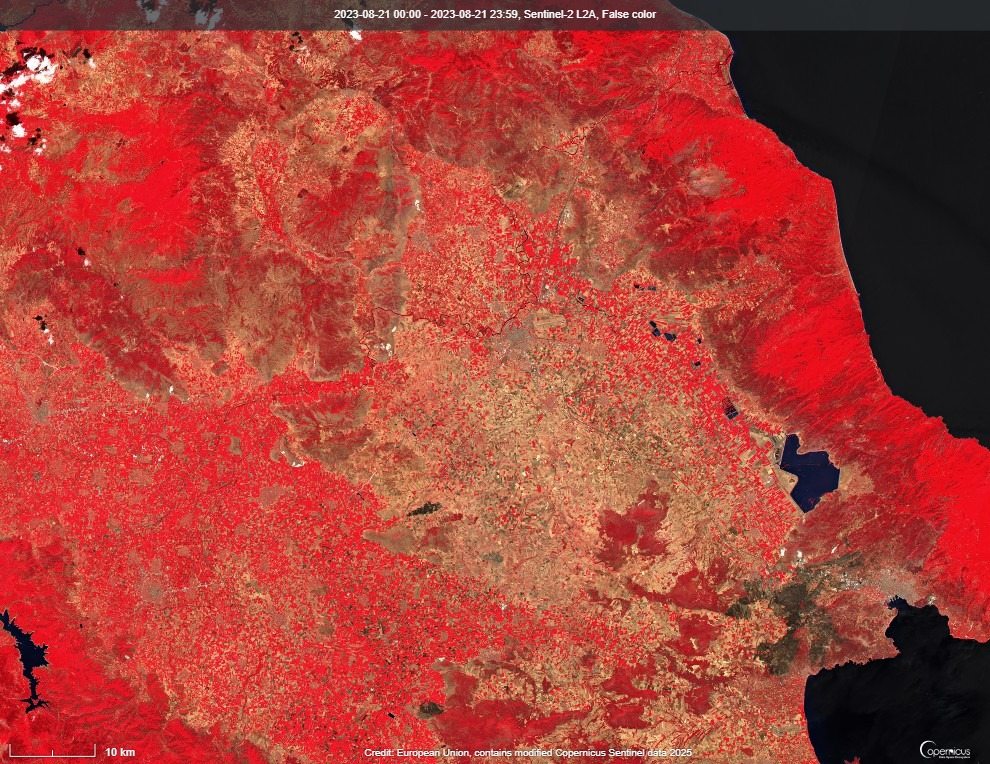 2023-08-21 00:00 - 2023-08-21 23:59, Sentinel-2 L2A, False color
10 km
Credit: European Union, contains modified Copernicus Sentinel data 2025
opernicus